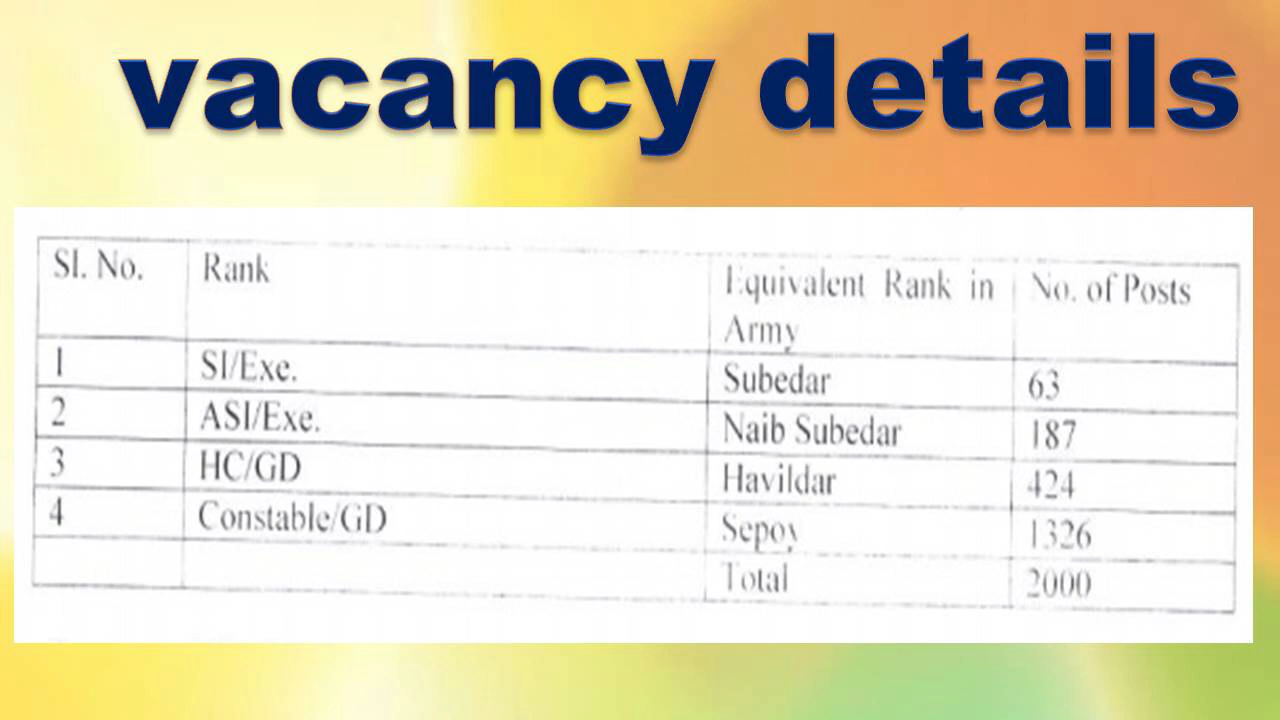 vacancy details
Sl. No. Rank Equivalent Rank in Army No. of Posts
1 SI/Exe. Subedar 63
2 ASI/Exe. Naib Subedar 187
3 HC/GD Havildar 424
4 Constable/GD Sepoy 1326
Total 2000